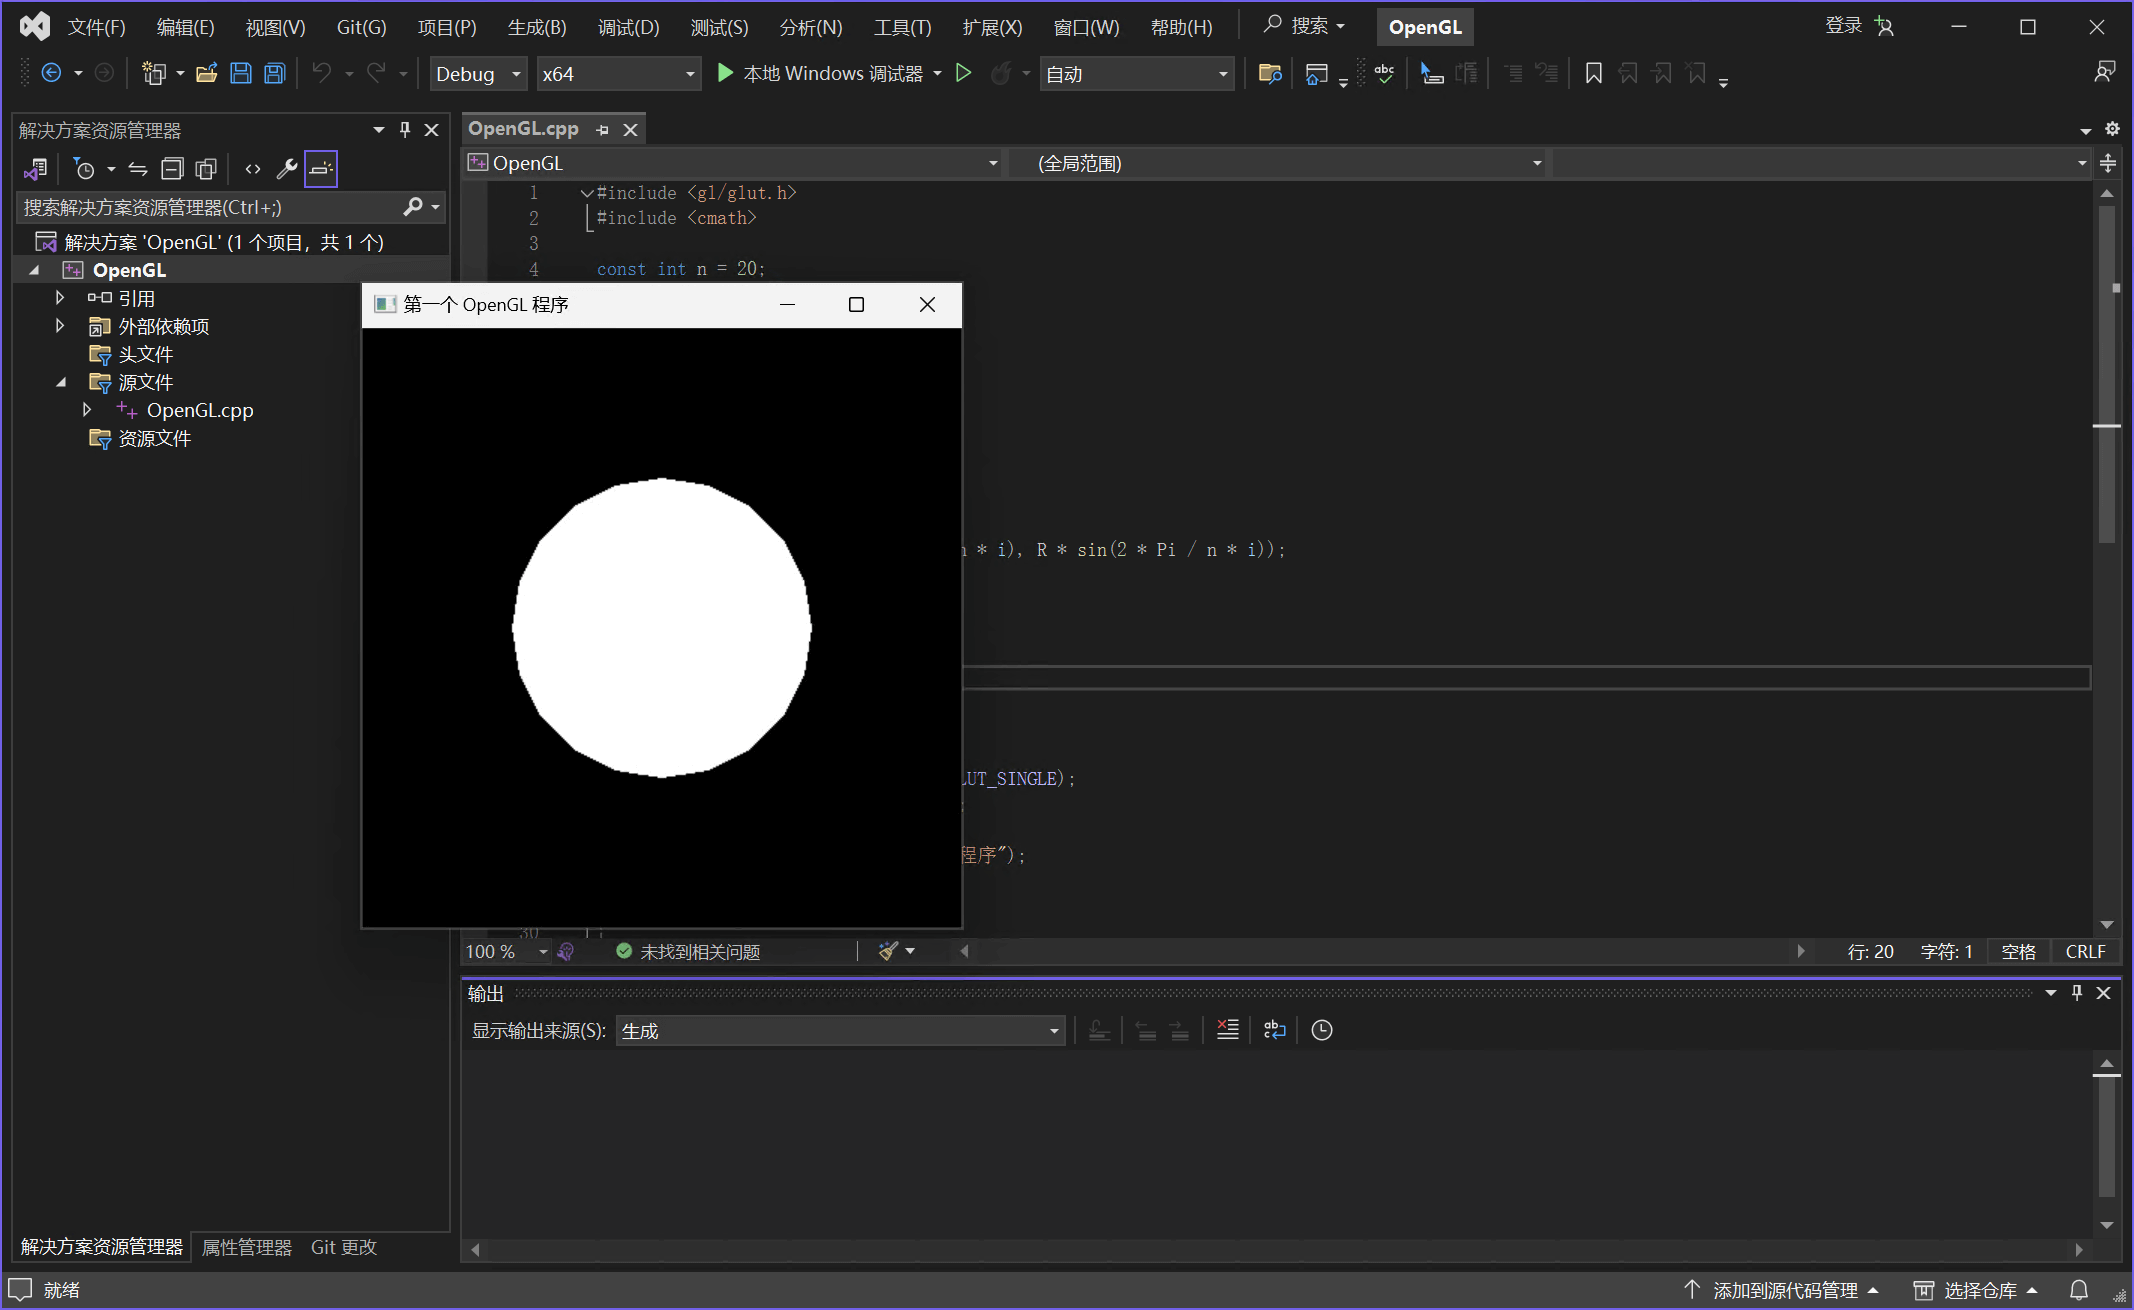 文件(F) 编辑(E) 视图(V) Git(G) 项目(P) 生成(B) 调试(D) 测试(S) 分析(N) 工具(T) 扩展(X) 窗口(W) 帮助(H) 搜索 OpenGL 登录
Debug x64 本地 Windows 调试器 自动
解决方案资源管理器
搜索解决方案资源管理器(Ctrl+;)
解决方案 'OpenGL' (1 个项目，共 1 个)
OpenGL
引用
外部依赖项
头文件
源文件
OpenGL.cpp
资源文件
解决方案资源管理器 属性管理器 Git 更改
OpenGL.cpp
OpenGL (全局范围)
1 #include <gl/glut.h>
2 #include <cmath>
3
4 const int n = 20;
第一个 OpenGL 程序
* i), R * sin(2 * Pi / n * i));
LUT_SINGLE);
程序");
30
100 % 未找到相关问题 行: 20 字符: 1 空格 CRLF
输出
显示输出来源(S): 生成
就绪 添加到源代码管理 选择仓库